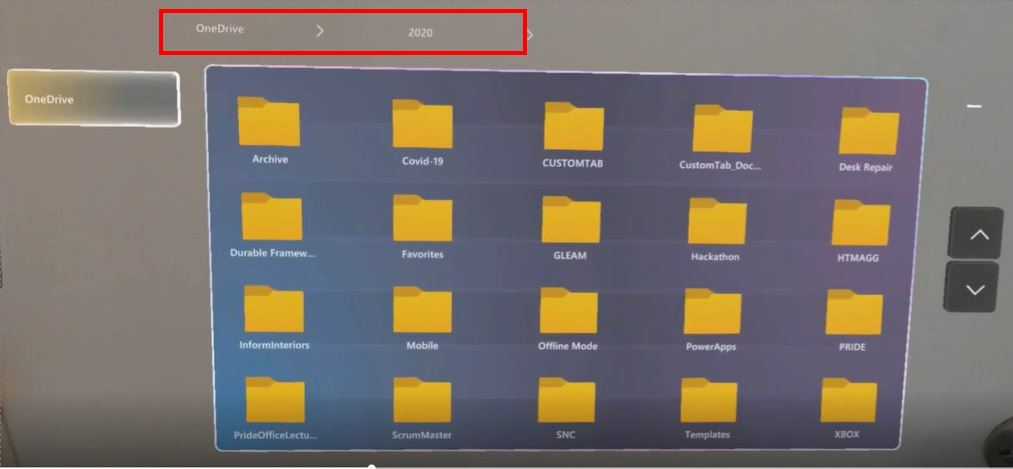 OneDrive > 2020 >
OneDrive
Archive Covid-19 CUSTOMTAB CustomTab_Doc... Desk Repair
Durable Framew... Favorites GLEAM Hackathon HTMAGG
InformInteriors Mobile Offline Mode PowerApps PRIDE
PrideOfficeLectu... ScrumMaster SNC Templates XBOX